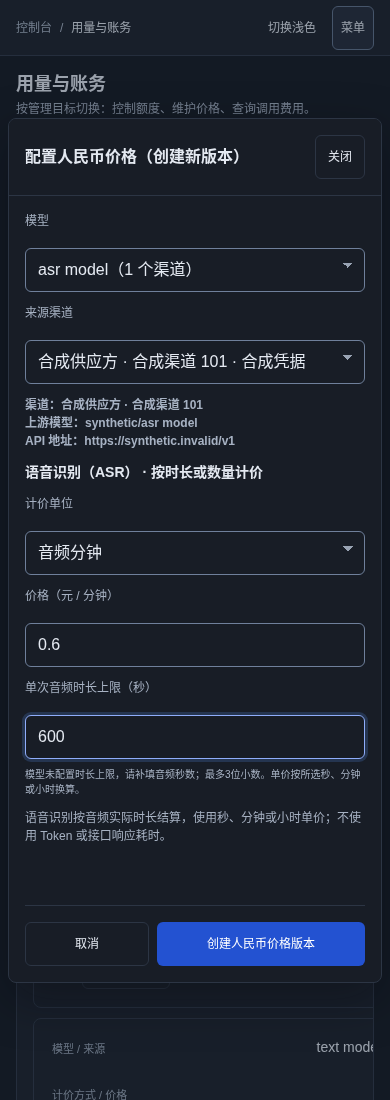 控制台 / 用量与账务
切换浅色
菜单
用量与账务
按管理目标切换：控制额度、维护价格、查询调用费用。
配置人民币价格（创建新版本）
关闭
模型
asr model（1 个渠道）
来源渠道
合成供应方 · 合成渠道 101 · 合成凭据
渠道：合成供应方 · 合成渠道 101
上游模型：synthetic/asr model
API 地址：https://synthetic.invalid/v1
语音识别（ASR） · 按时长或数量计价
计价单位
音频分钟
价格（元 / 分钟）
0.6
单次音频时长上限（秒）
600
模型未配置时长上限，请补填音频秒数；最多3位小数。单价按所选秒、分钟
或小时换算。
语音识别按音频实际时长结算，使用秒、分钟或小时单价；不使
用 Token 或接口响应耗时。
取消
创建人民币价格版本
模型 / 来源
text mode
计价方式 / 价格